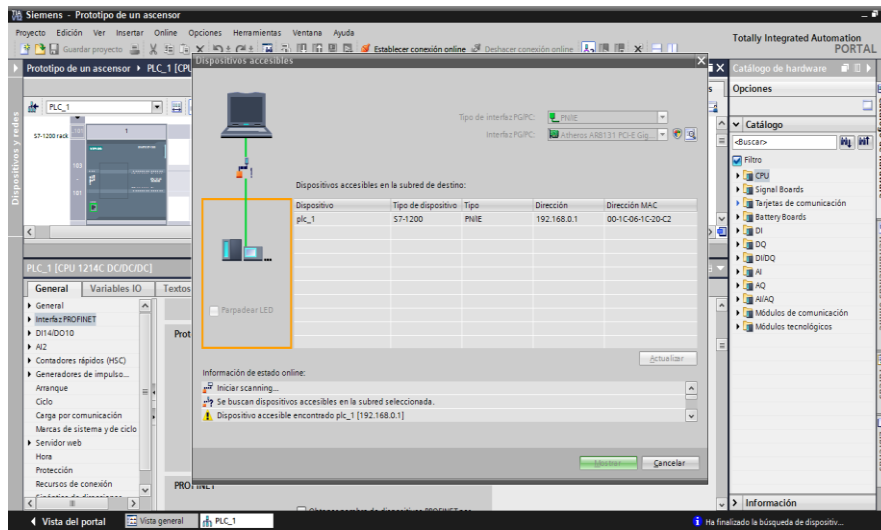 Siemens - Prototipo de un ascensor
Proyecto Edición Ver Insertar Online Opciones Herramientas Ventana Ayuda
Guardar proyecto
Establecer conexión online Deshacer conexión online
Totally Integrated Automation
PORTAL
Prototipo de un ascensor PLC_1 [CPU
Dispositivos accesibles
Catálogo de hardware
Opciones
Dispositivos y redes
PLC_1
S7-1200 rack
1
103
101
Tipo de interfaz PG/PC: PN/IE
Interfaz PG/PC: Atheros AR8131 PCI-E Gig...
Dispositivos accesibles en la subred de destino:
Dispositivo Tipo de dispositivo Tipo Dirección Dirección MAC
plc_1 S7-1200 PN/IE 192.168.0.1 00-1C-06-1C-20-C2
Parpadear LED
Actualizar
Información de estado online:
Iniciar scanning...
Se buscan dispositivos accesibles en la subred seleccionada.
Dispositivo accesible encontrado plc_1 [192.168.0.1]
Mostrar Cancelar
Catálogo
<Buscar>
Filtro
CPU
Signal Boards
Tarjetas de comunicación
Battery Boards
DI
DQ
DI/DQ
AI
AQ
AI/AQ
Módulos de comunicación
Módulos tecnológicos
Información
PLC_1 [CPU 1214C DC/DC/DC]
General Variables IO Textos
General
Interfaz PROFINET
DI14/DO10
AI2
Contadores rápidos (HSC)
Generadores de impulso...
Arranque
Ciclo
Carga por comunicación
Marcas de sistema y de ciclo
Servidor web
Hora
Protección
Recursos de conexión
Prot
Vista del portal Vista general PLC_1
Ha finalizado la búsqueda de dispositiv...